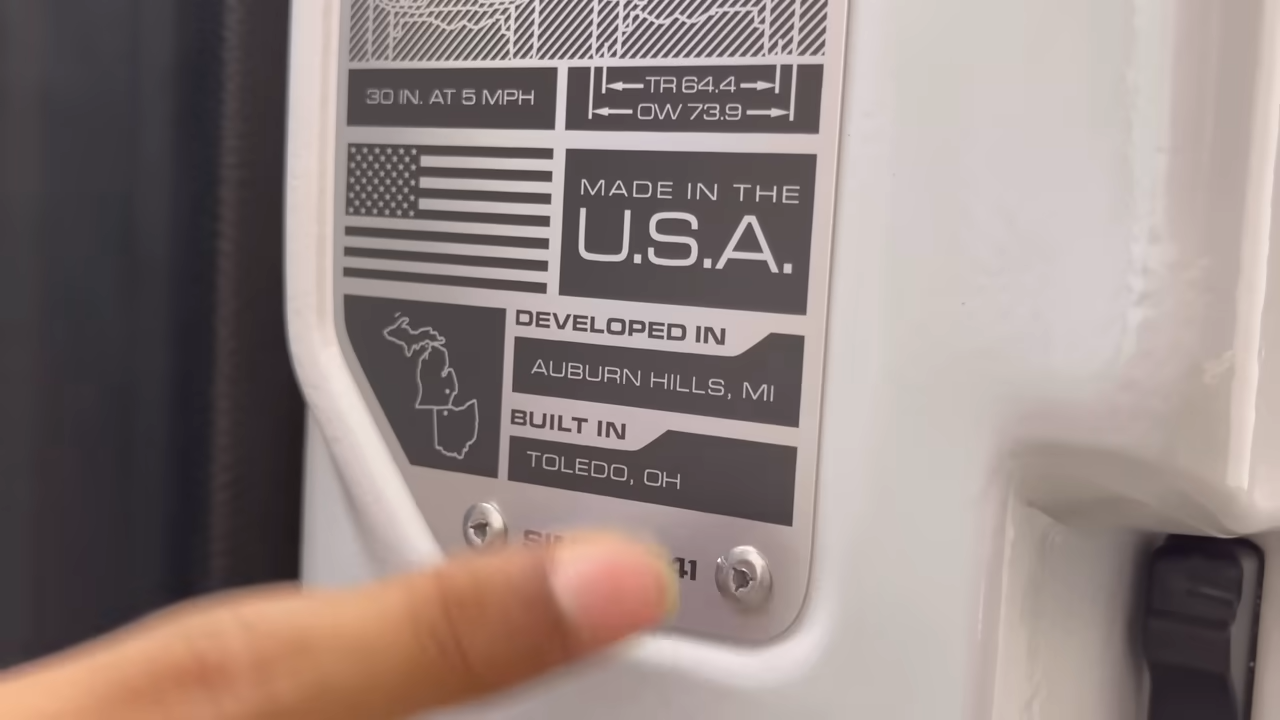 30 IN. AT 5 MPH
TR 64.4
OW 73.9
MADE IN THE
U.S.A.
DEVELOPED IN
AUBURN HILLS, MI
BUILT IN
TOLEDO, OH
41